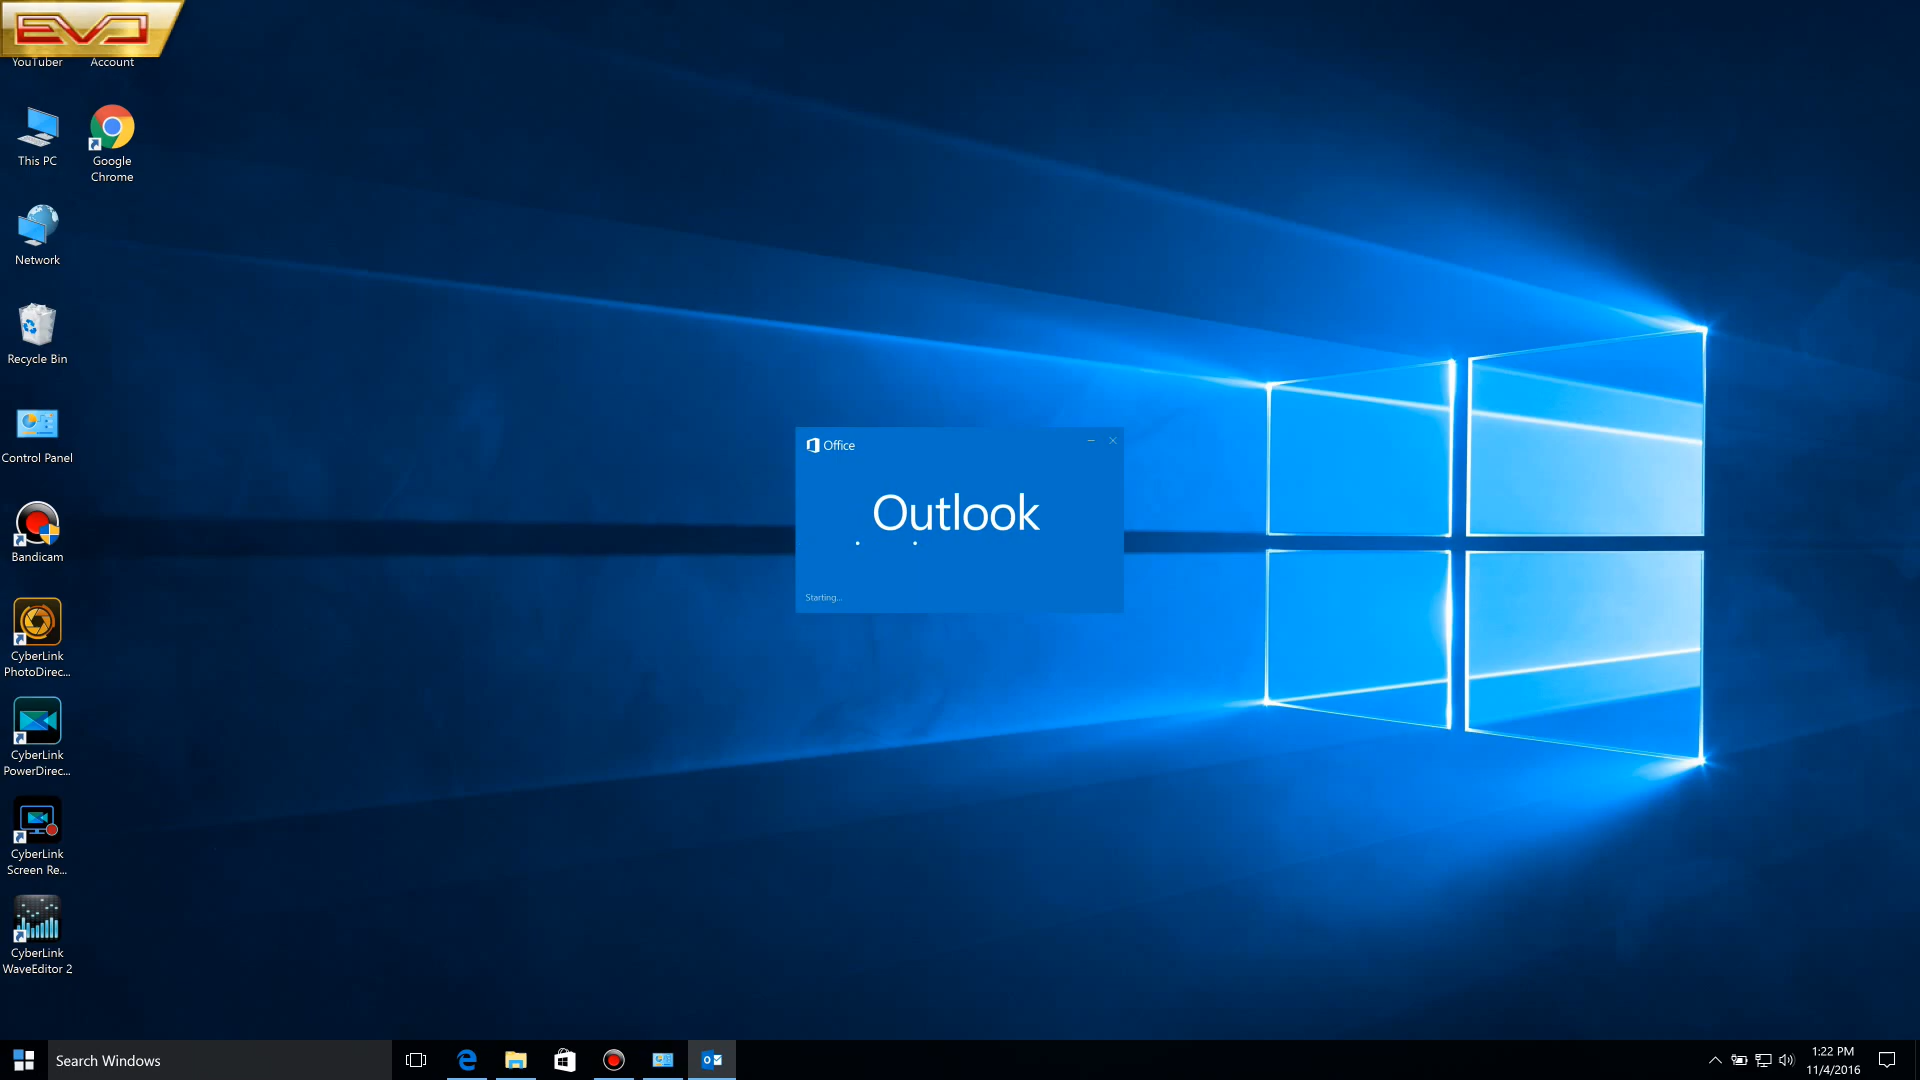 EVO
YouTuber
Account
This PC
Google
Chrome
Network
Recycle Bin
Control Panel
Bandicam
CyberLink
PhotoDirec...
CyberLink
PowerDirec...
CyberLink
Screen Re...
CyberLink
WaveEditor 2
Office
Outlook
Starting...
Search Windows
1:22 PM
11/4/2016